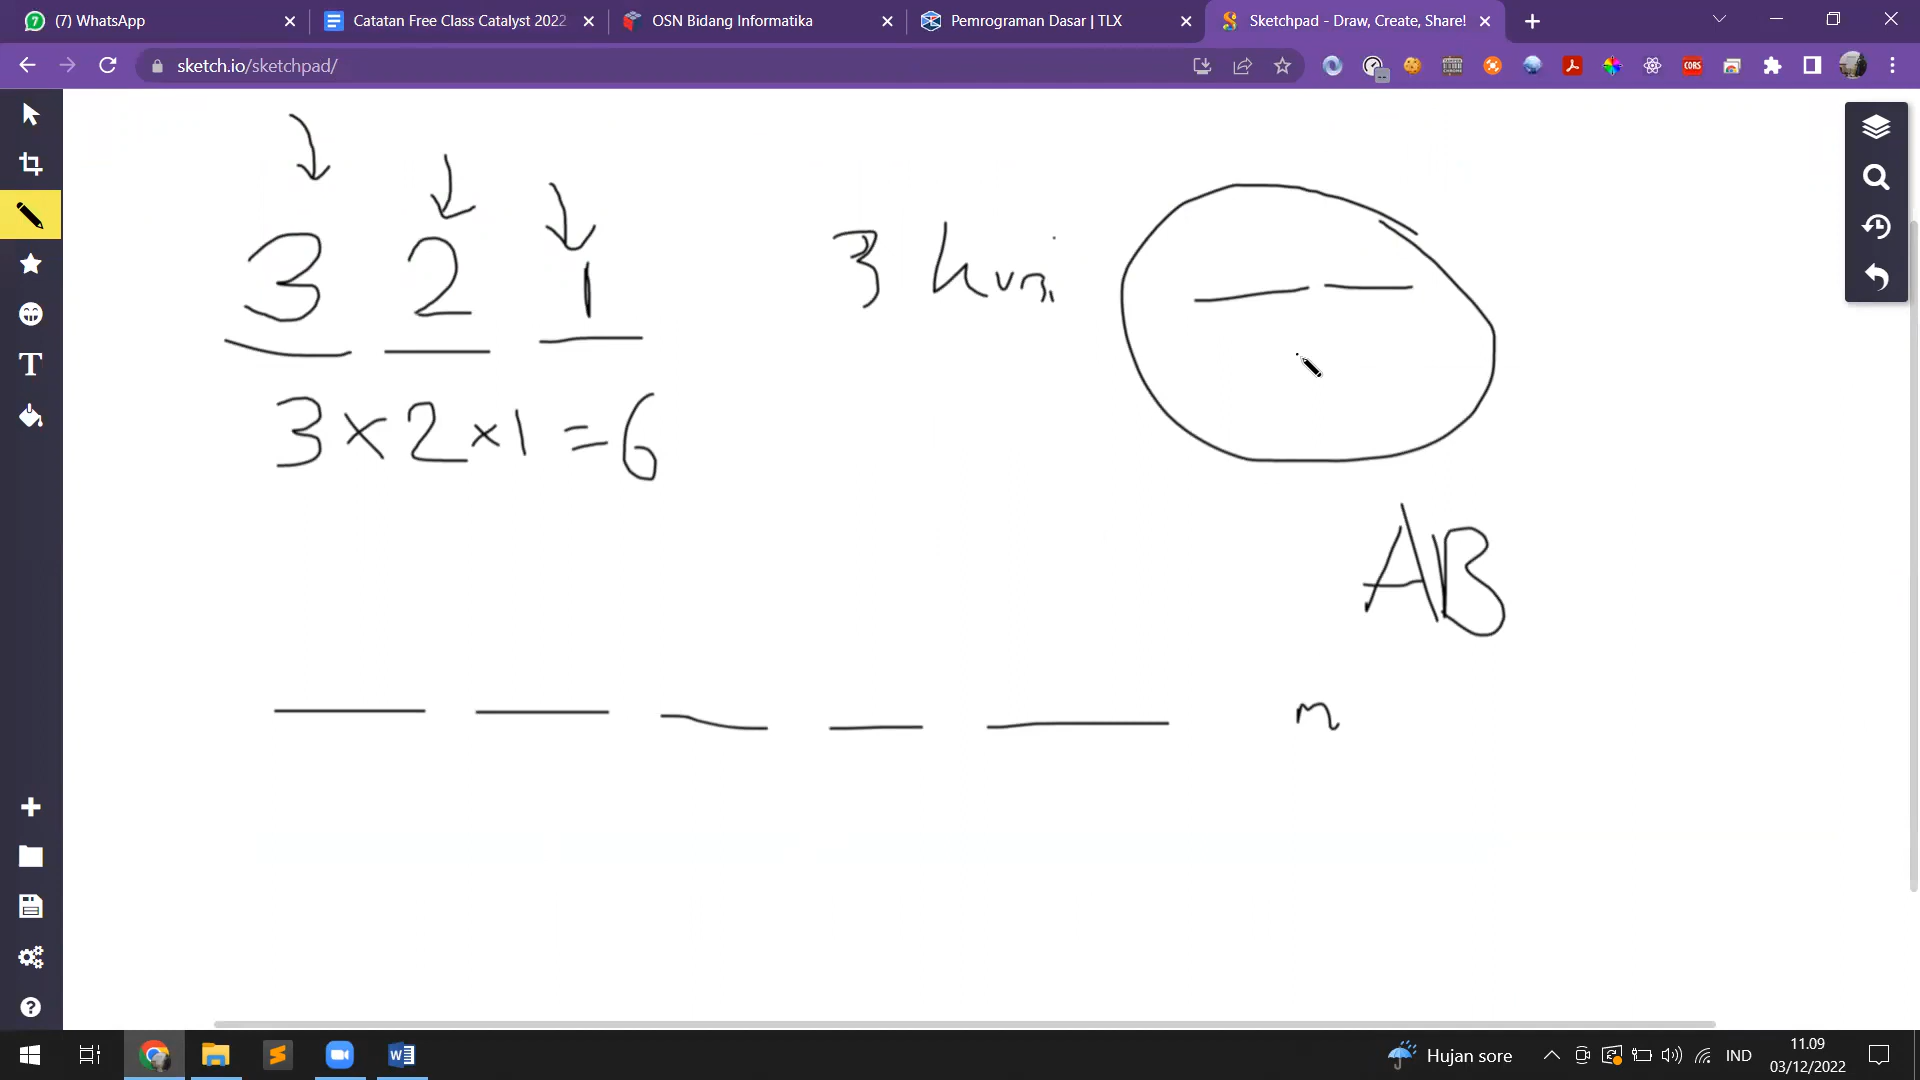 (7) WhatsApp
Catatan Free Class Catalyst 2022
OSN Bidang Informatika
Pemrograman Dasar | TLX
Sketchpad - Draw, Create, Share!
sketch.io/sketchpad/
CORS
3 2 1
3 kursi
3 x 2 x 1 = 6
AB
n
T
Hujan sore
IND
11.09
03/12/2022